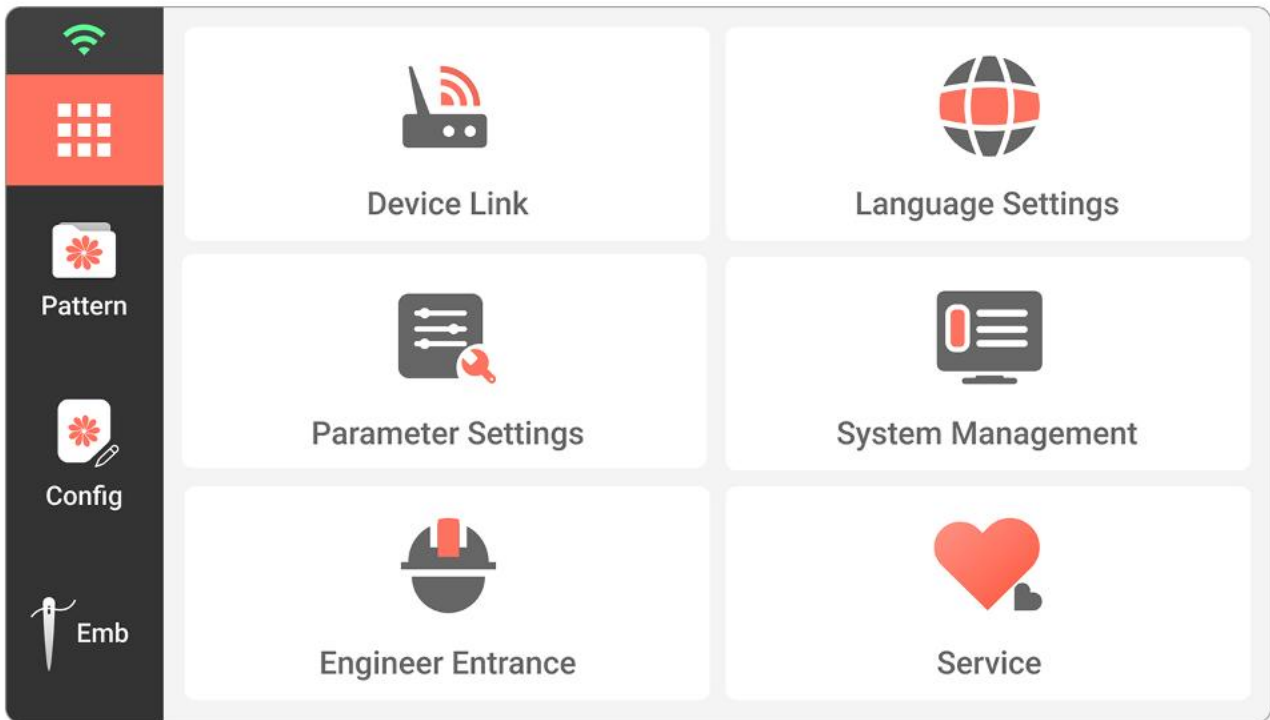 Pattern
Config
Emb
Device Link
Language Settings
Parameter Settings
System Management
Engineer Entrance
Service